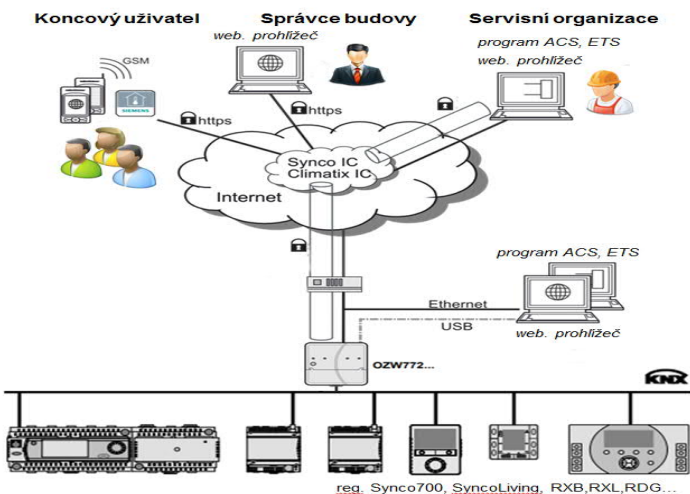 Koncový uživatel
Správce budovy
Servisní organizace
web. prohlížeč
program ACS, ETS
web. prohlížeč
GSM
SIEMENS
https
https
Synco IC
Climatix IC
Internet
program ACS, ETS
Ethernet
USB
web. prohlížeč
OZW772...
KNX
reg. Synco700, SyncoLiving, RXB,RXL,RDG...